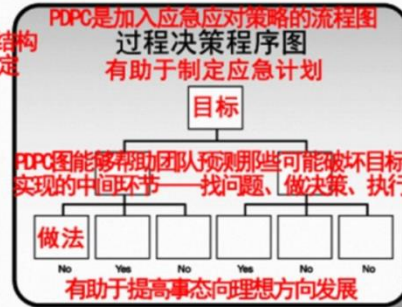 PDPC是加入应急应对策略的流程图
结构
过程决策程序图
定
有助于制定应急计划
目标
PDPC图能够帮助团队预测那些可能破坏目标
实现的中间环节——找问题、做决策、执行
做法
No Yes No Yes No No
有助于提高事态向理想方向发展